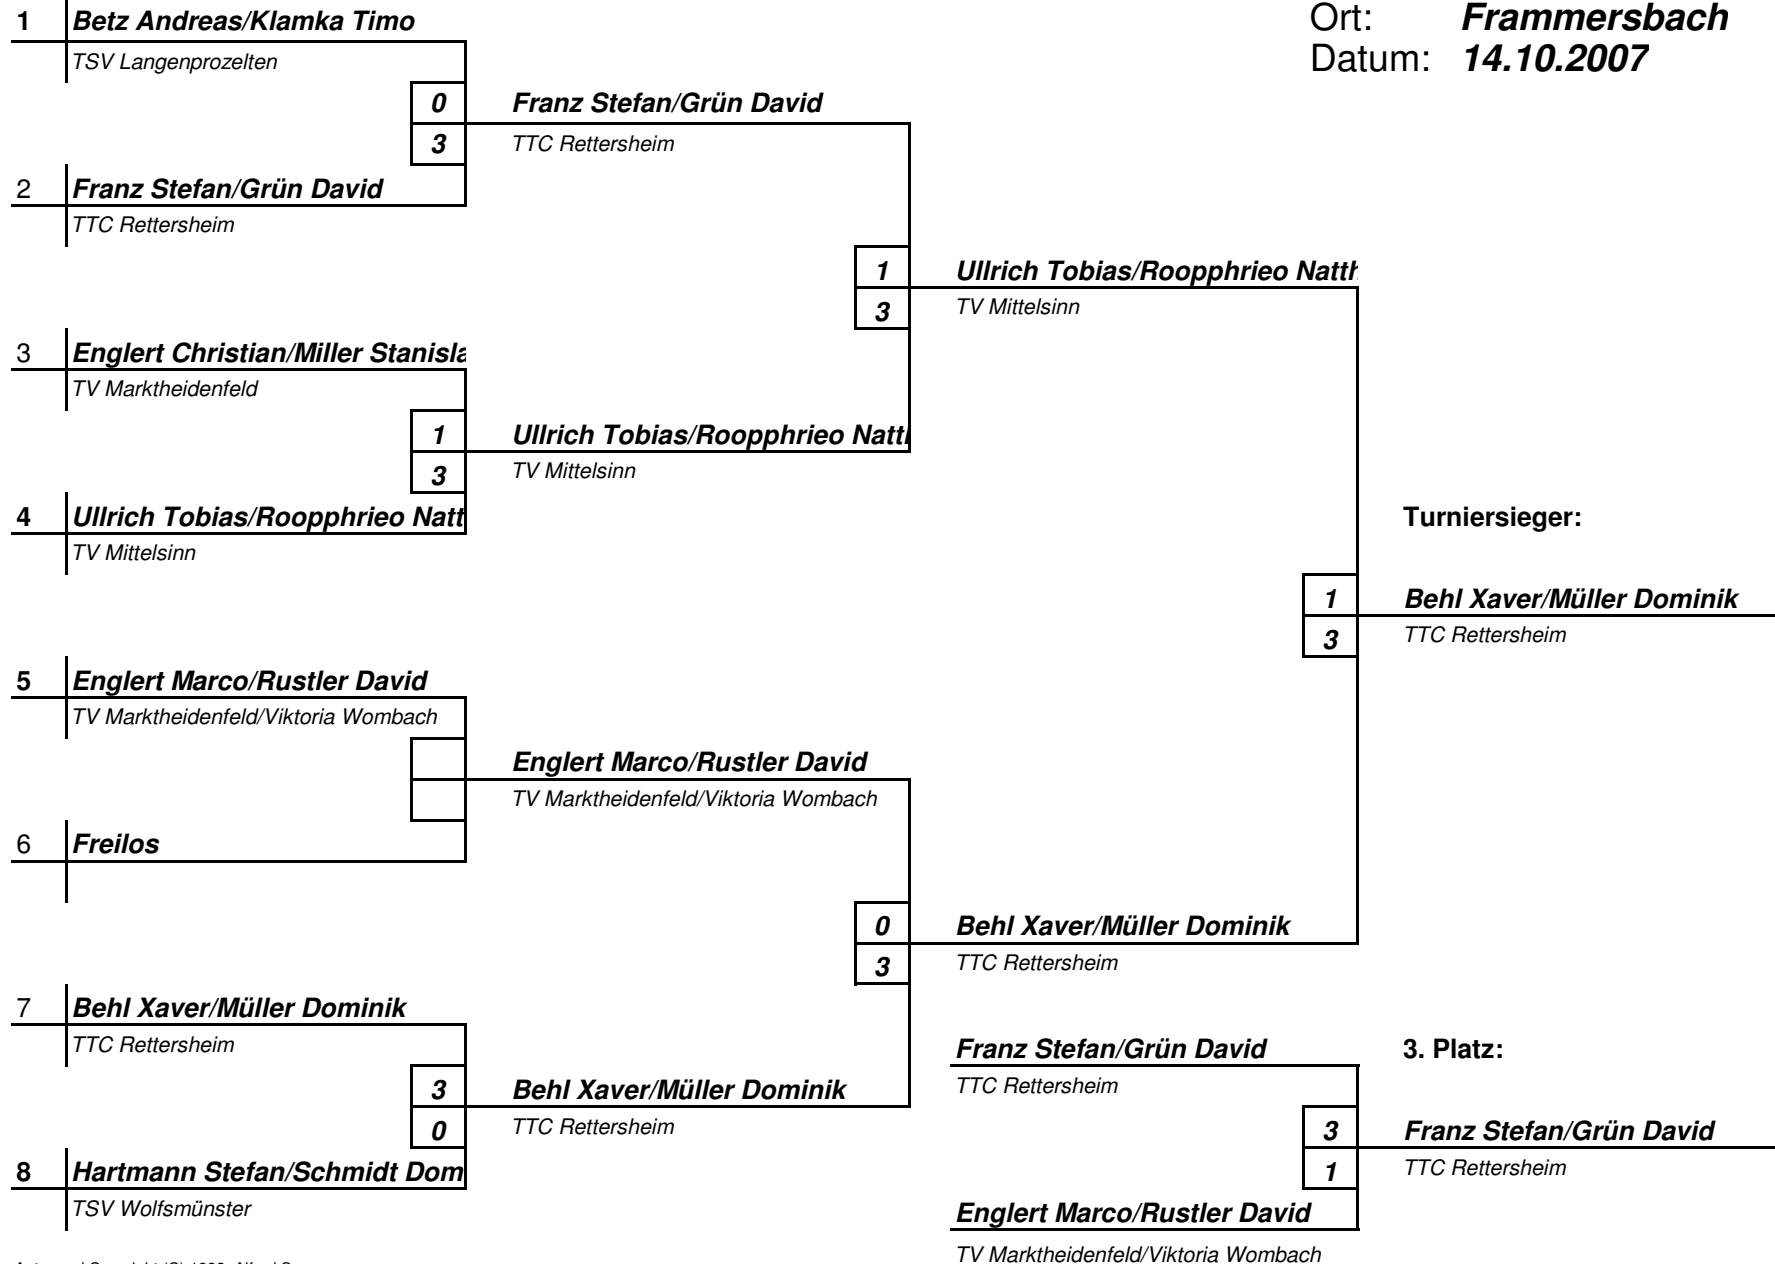 1 Betz Andreas/Klamka Timo
TSV Langenprozelten
Ort: Frammersbach
Datum: 14.10.2007
0 Franz Stefan/Grün David
3 TTC Rettersheim
2 Franz Stefan/Grün David
TTC Rettersheim
1 Ullrich Tobias/Roopphrieo Natth
3 TV Mittelsinn
3 Englert Christian/Miller Stanisla
TV Marktheidenfeld
1 Ullrich Tobias/Roopphrieo Natt
3 TV Mittelsinn
4 Ullrich Tobias/Roopphrieo Natt
TV Mittelsinn
Turniersieger:
1 Behl Xaver/Müller Dominik
3 TTC Rettersheim
5 Englert Marco/Rustler David
TV Marktheidenfeld/Viktoria Wombach
Englert Marco/Rustler David
TV Marktheidenfeld/Viktoria Wombach
6 Freilos
0 Behl Xaver/Müller Dominik
3 TTC Rettersheim
7 Behl Xaver/Müller Dominik
TTC Rettersheim
3 Behl Xaver/Müller Dominik
0 TTC Rettersheim
8 Hartmann Stefan/Schmidt Dom
TSV Wolfsmünster
Franz Stefan/Grün David
TTC Rettersheim
3. Platz:
3 Franz Stefan/Grün David
1 TTC Rettersheim
Englert Marco/Rustler David
TV Marktheidenfeld/Viktoria Wombach